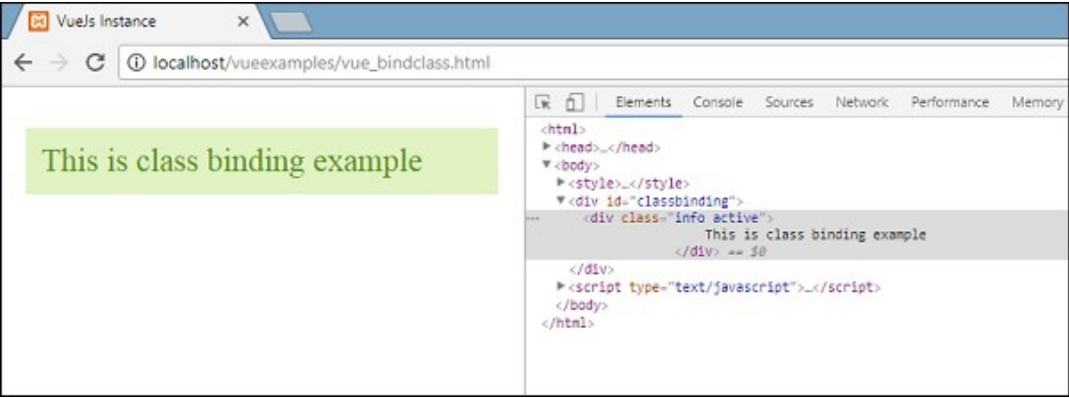 VueJs Instance
localhost/vueexamples/vue_bindclass.html
This is class binding example
Elements Console Sources Network Performance Memory
<html>
▶<head>…</head>
▼<body>
▶<style>…</style>
▼<div id="classbinding">
<div class="info active">
This is class binding example
</div> == $0
</div>
▶<script type="text/javascript">…</script>
</body>
</html>